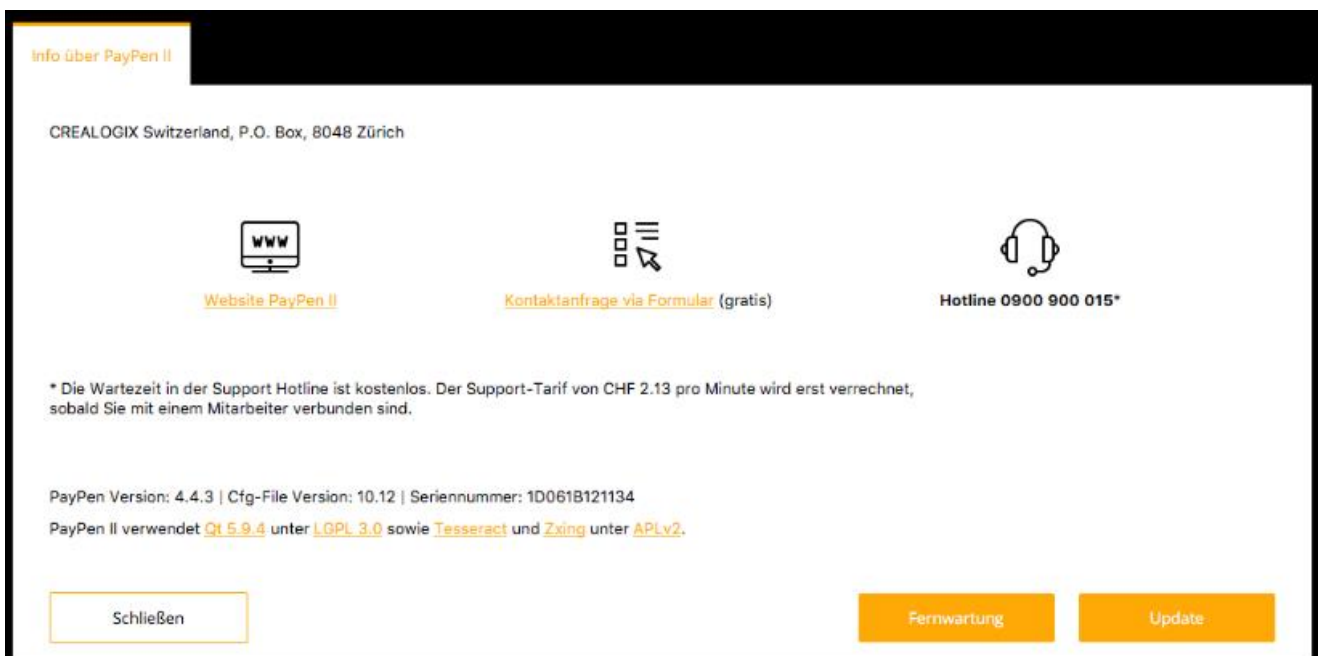 Info über PayPen II
CREALOGIX Switzerland, P.O. Box, 8048 Zürich
www
Website PayPen II
Kontaktanfrage via Formular (gratis)
Hotline 0900 900 015*
* Die Wartezeit in der Support Hotline ist kostenlos. Der Support-Tarif von CHF 2.13 pro Minute wird erst verrechnet,
sobald Sie mit einem Mitarbeiter verbunden sind.
PayPen Version: 4.4.3 | Cfg-File Version: 10.12 | Seriennummer: 1D061B121134
PayPen II verwendet Qt 5.9.4 unter LGPL 3.0 sowie Tesseract und Zxing unter APLv2.
Schließen
Fernwartung
Update